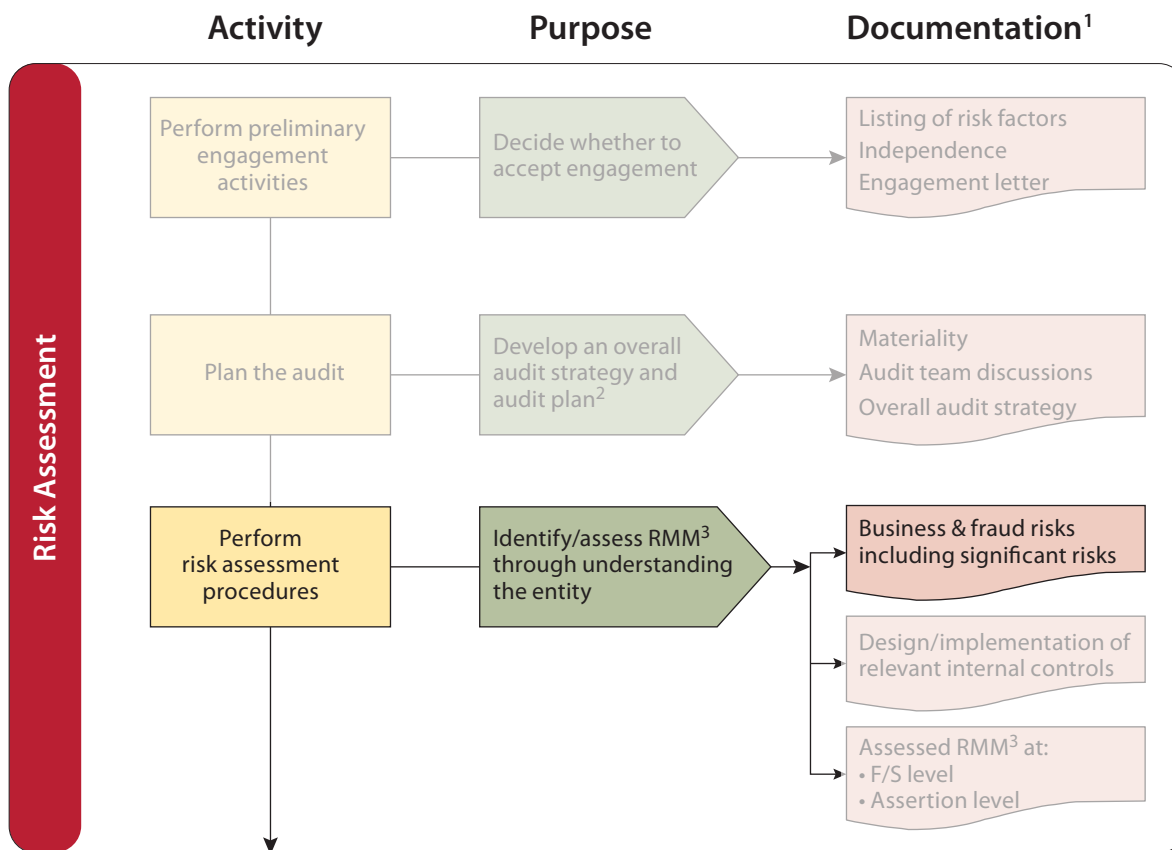 Activity
Purpose
Documentation¹
Risk Assessment
Perform preliminary
engagement
activities
Decide whether to
accept engagement
Listing of risk factors
Independence
Engagement letter
Plan the audit
Develop an overall
audit strategy and
audit plan²
Materiality
Audit team discussions
Overall audit strategy
Perform
risk assessment
procedures
Identify/assess RMM³
through understanding
the entity
Business & fraud risks
including significant risks
Design/implementation of
relevant internal controls
Assessed RMM³ at:
• F/S level
• Assertion level